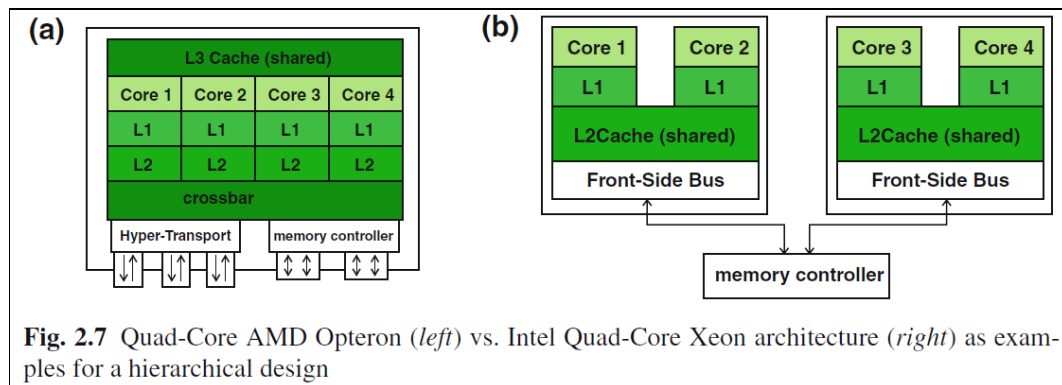 (a)
L3 Cache (shared)
Core 1 Core 2 Core 3 Core 4
L1 L1 L1 L1
L2 L2 L2 L2
crossbar
Hyper-Transport memory controller
(b)
Core 1 Core 2
L1 L1
L2Cache (shared)
Front-Side Bus
Core 3 Core 4
L1 L1
L2Cache (shared)
Front-Side Bus
memory controller
Fig. 2.7 Quad-Core AMD Opteron (left) vs. Intel Quad-Core Xeon architecture (right) as exam-
ples for a hierarchical design